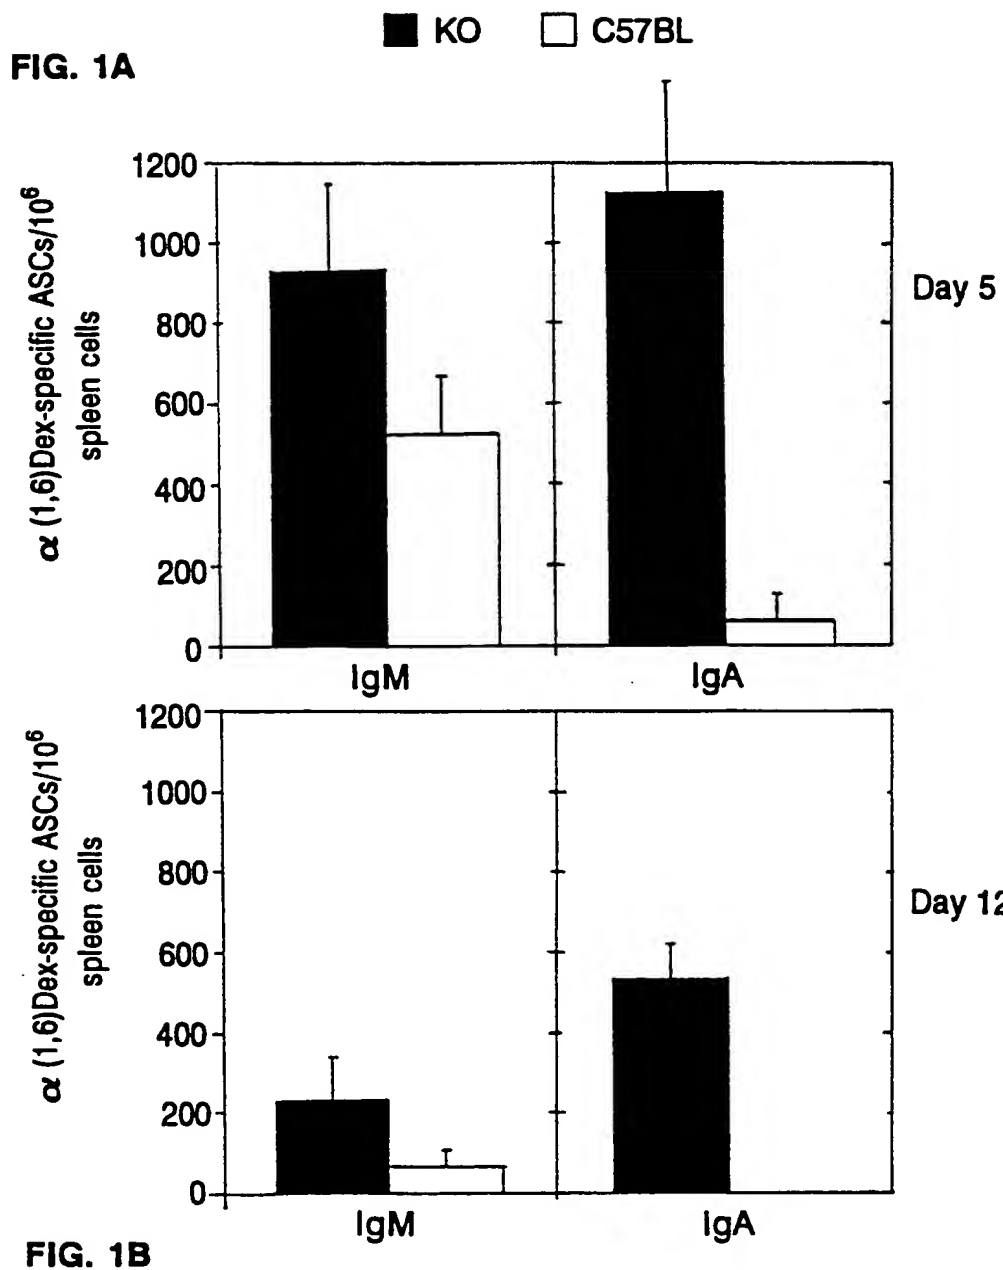 KO C57BL
FIG. 1A
α (1,6)Dex-specific ASCs/10⁶
spleen cells
1200
1000
800
600
400
200
0
IgM IgA
Day 5
α (1,6)Dex-specific ASCs/10⁶
spleen cells
1200
1000
800
600
400
200
0
IgM IgA
Day 12
FIG. 1B